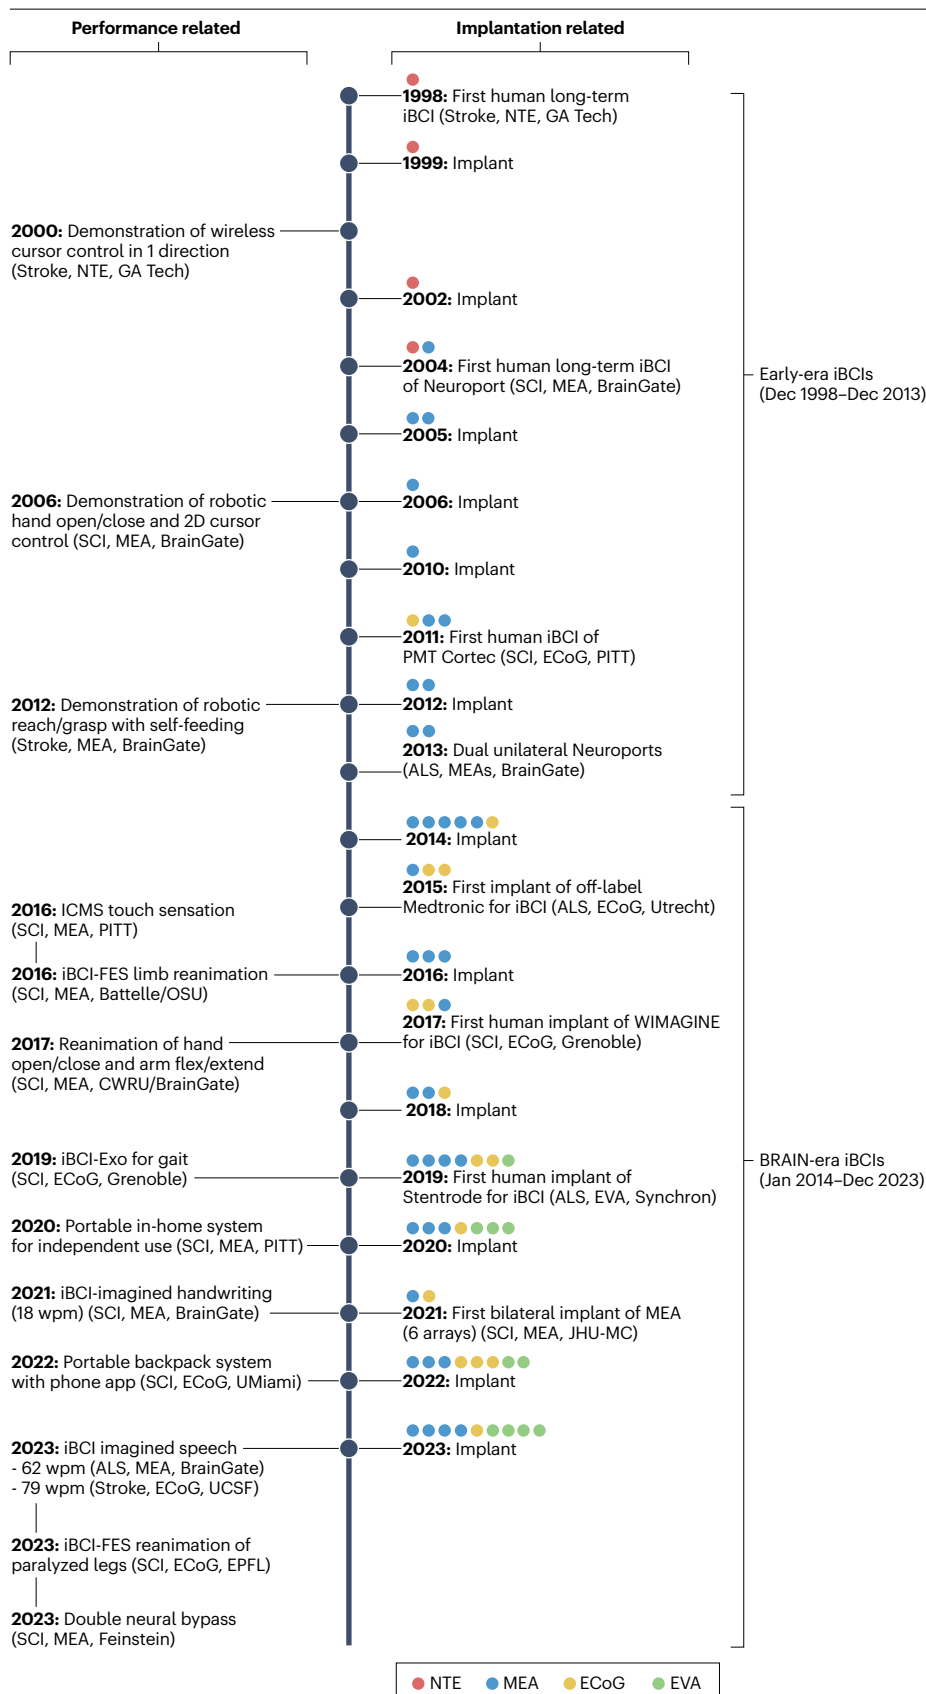 Performance related
Implantation related
1998: First human long-term
iBCI (Stroke, NTE, GA Tech)
1999: Implant
2000: Demonstration of wireless
cursor control in 1 direction
(Stroke, NTE, GA Tech)
2002: Implant
2004: First human long-term iBCI
of Neuroport (SCI, MEA, BrainGate)
Early-era iBCIs
(Dec 1998–Dec 2013)
2005: Implant
2006: Demonstration of robotic
hand open/close and 2D cursor
control (SCI, MEA, BrainGate)
2006: Implant
2010: Implant
2011: First human iBCI of
PMT Cortec (SCI, ECoG, PITT)
2012: Demonstration of robotic
reach/grasp with self-feeding
(Stroke, MEA, BrainGate)
2012: Implant
2013: Dual unilateral Neuroports
(ALS, MEAs, BrainGate)
2014: Implant
2015: First implant of off-label
Medtronic for iBCI (ALS, ECoG, Utrecht)
2016: ICMS touch sensation
(SCI, MEA, PITT)
2016: iBCI-FES limb reanimation
(SCI, MEA, Battelle/OSU)
2016: Implant
2017: Reanimation of hand
open/close and arm flex/extend
(SCI, MEA, CWRU/BrainGate)
2017: First human implant of WIMAGINE
for iBCI (SCI, ECoG, Grenoble)
2018: Implant
2019: iBCI-Exo for gait
(SCI, ECoG, Grenoble)
2019: First human implant of
Stentrode for iBCI (ALS, EVA, Synchron)
BRAIN-era iBCIs
(Jan 2014–Dec 2023)
2020: Portable in-home system
for independent use (SCI, MEA, PITT)
2020: Implant
2021: iBCI-imagined handwriting
(18 wpm) (SCI, MEA, BrainGate)
2021: First bilateral implant of MEA
(6 arrays) (SCI, MEA, JHU-MC)
2022: Portable backpack system
with phone app (SCI, ECoG, UMiami)
2022: Implant
2023: iBCI imagined speech
- 62 wpm (ALS, MEA, BrainGate)
- 79 wpm (Stroke, ECoG, UCSF)
2023: Implant
2023: iBCI-FES reanimation of
paralyzed legs (SCI, ECoG, EPFL)
2023: Double neural bypass
(SCI, MEA, Feinstein)
NTE MEA ECoG EVA